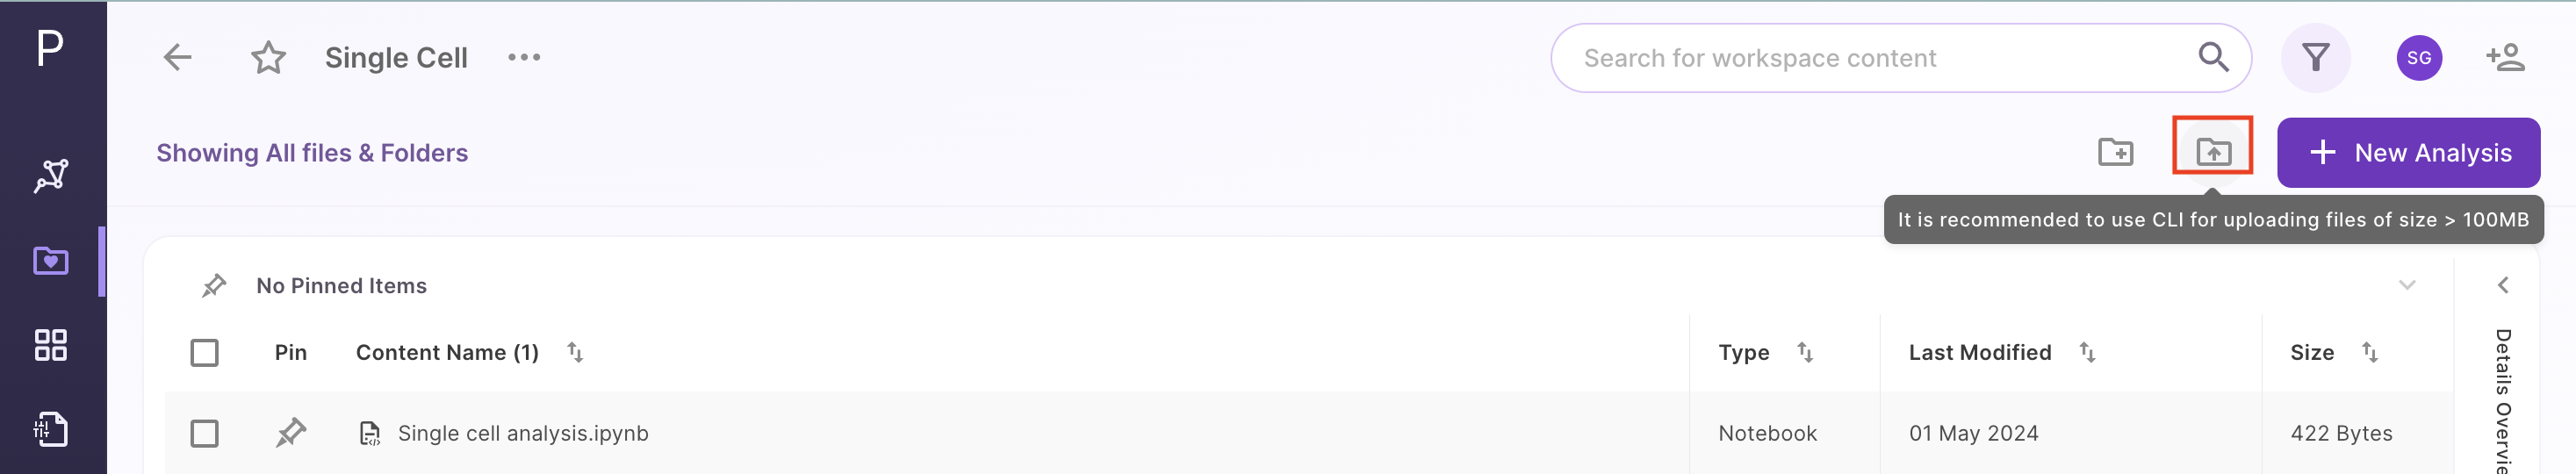 P
Single Cell
Search for workspace content
SG
Showing All files & Folders
+ New Analysis
It is recommended to use CLI for uploading files of size > 100MB
No Pinned Items
Pin Content Name (1) Type Last Modified Size
Single cell analysis.ipynb Notebook 01 May 2024 422 Bytes
Details Overvie